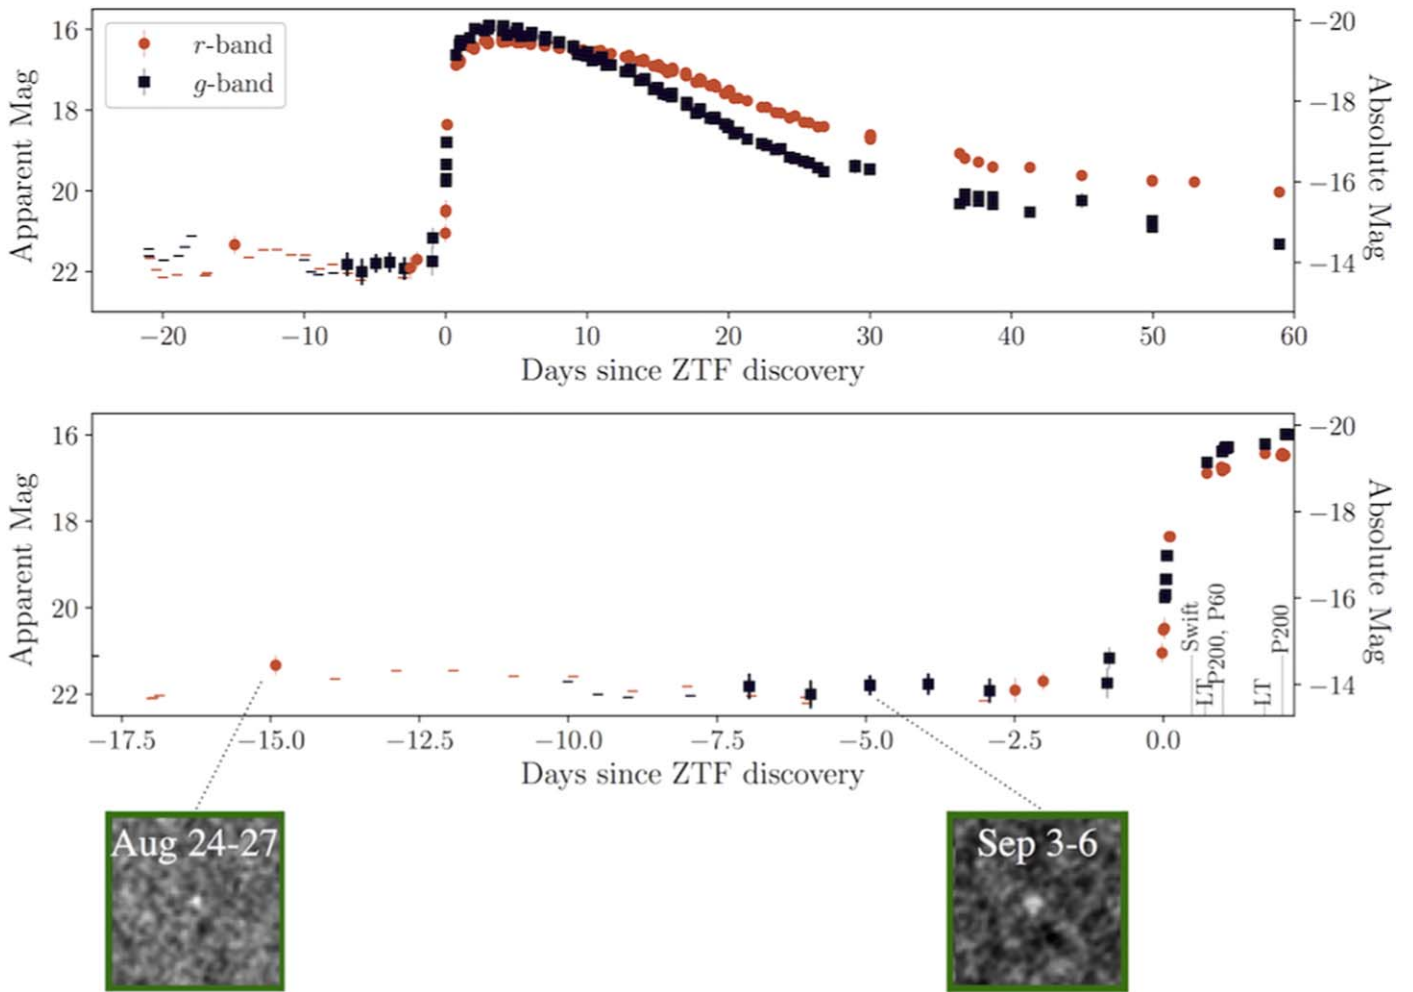 16
18
20
22
Apparent Mag
r-band
g-band
−20
−18
−16
−14
Absolute Mag
−20 −10 0 10 20 30 40 50 60
Days since ZTF discovery
16
18
20
22
Apparent Mag
−20
−18
−16
−14
Absolute Mag
Swift
LT
P200, P60
LT
P200
−17.5 −15.0 −12.5 −10.0 −7.5 −5.0 −2.5 0.0
Days since ZTF discovery
Aug 24-27
Sep 3-6